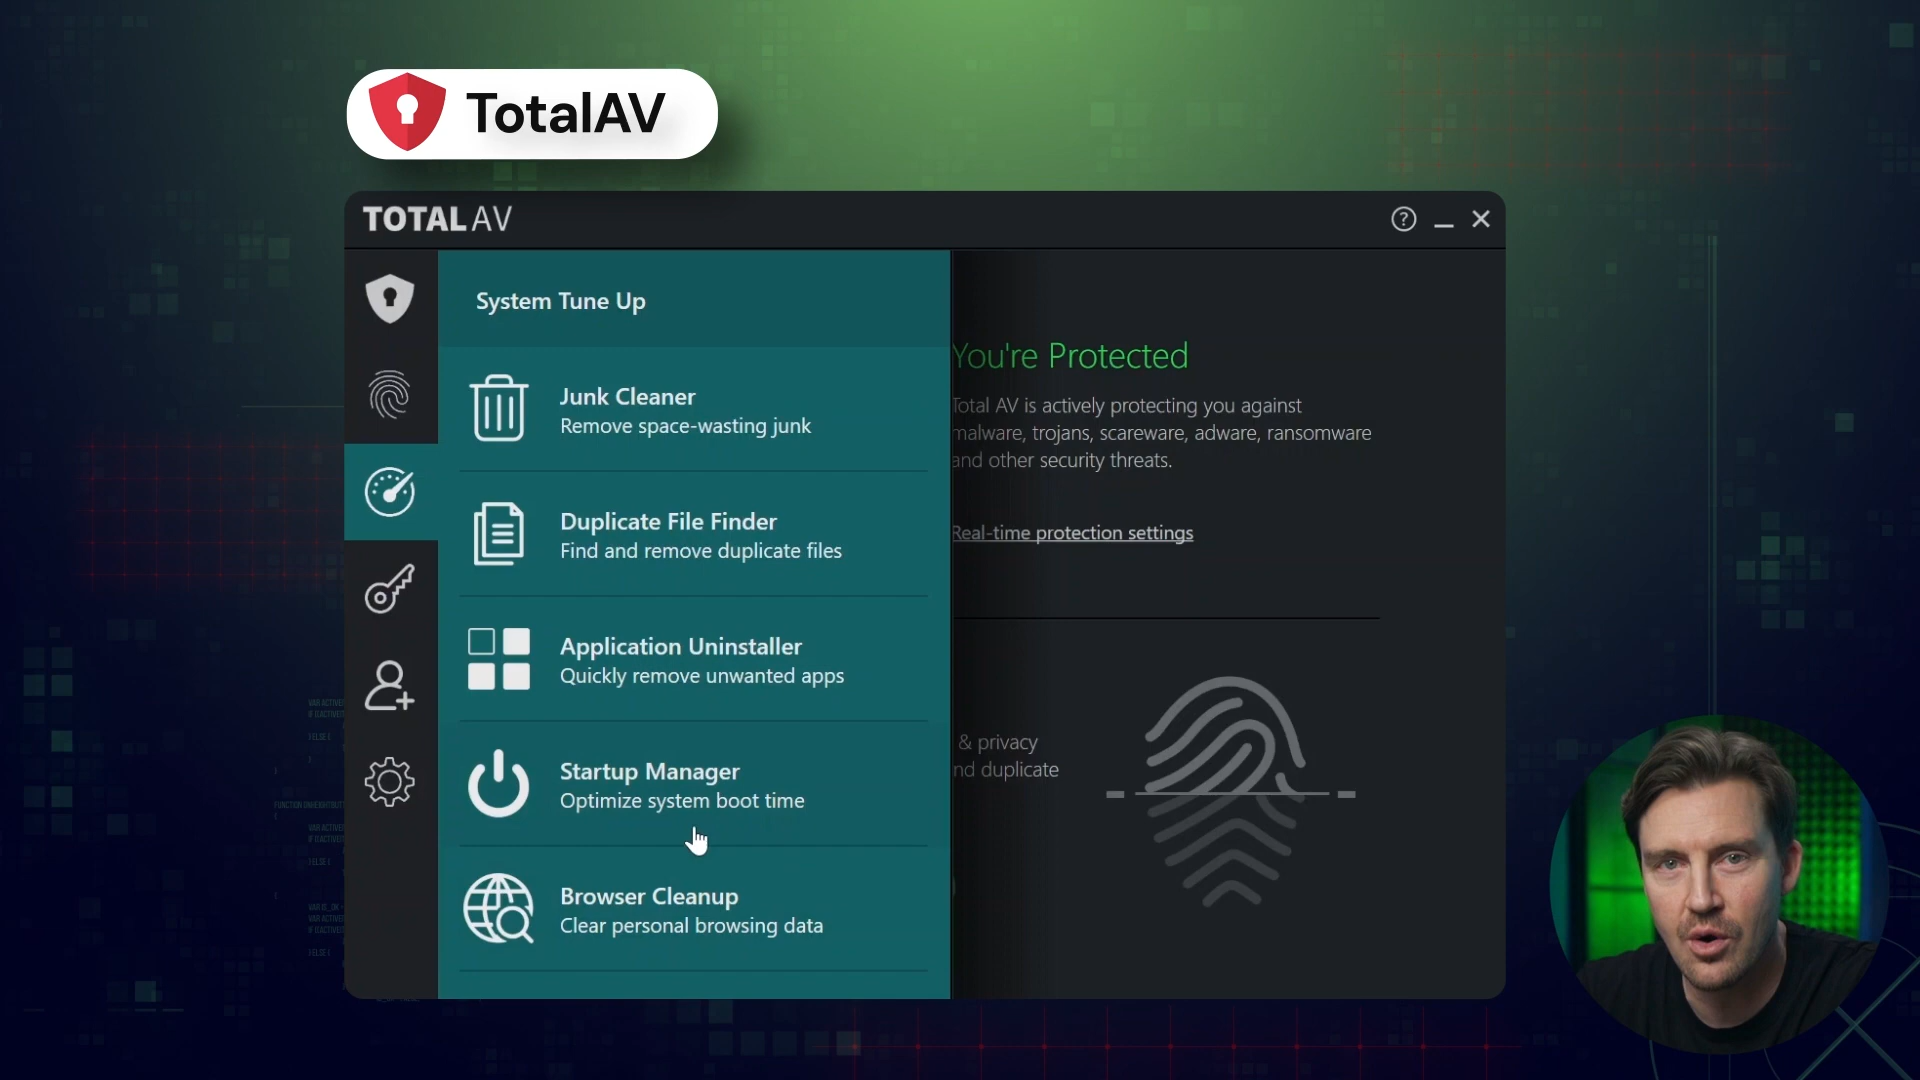 TotalAV
TOTALAV
System Tune Up
Junk Cleaner
Remove space-wasting junk
Duplicate File Finder
Find and remove duplicate files
Application Uninstaller
Quickly remove unwanted apps
Startup Manager
Optimize system boot time
Browser Cleanup
Clear personal browsing data
You're Protected
Total AV is actively protecting you against
malware, trojans, scareware, adware, ransomware
and other security threats.
Real-time protection settings
& privacy
nd duplicate